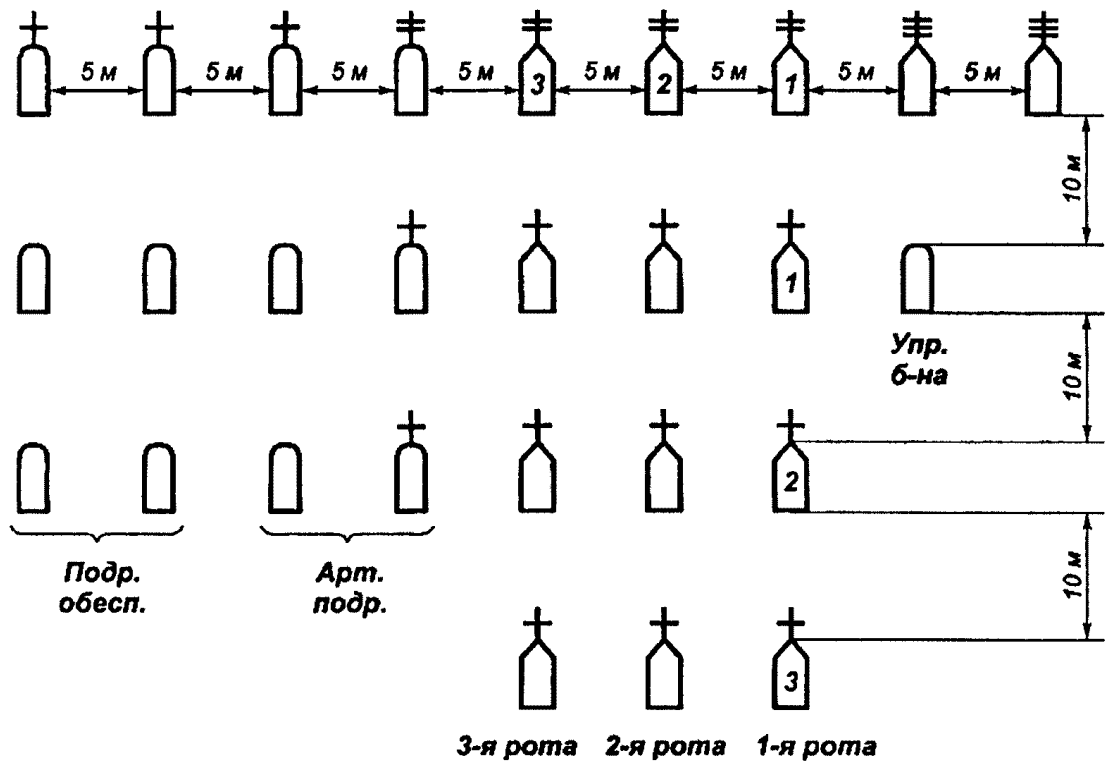 5 м 5 м 5 м 5 м 5 м 5 м 5 м 5 м
3 2 1
10 м
1
Упр.
б-на
10 м
2
Подр.
обесп.
Арт.
подр.
10 м
3
3-я рота 2-я рота 1-я рота